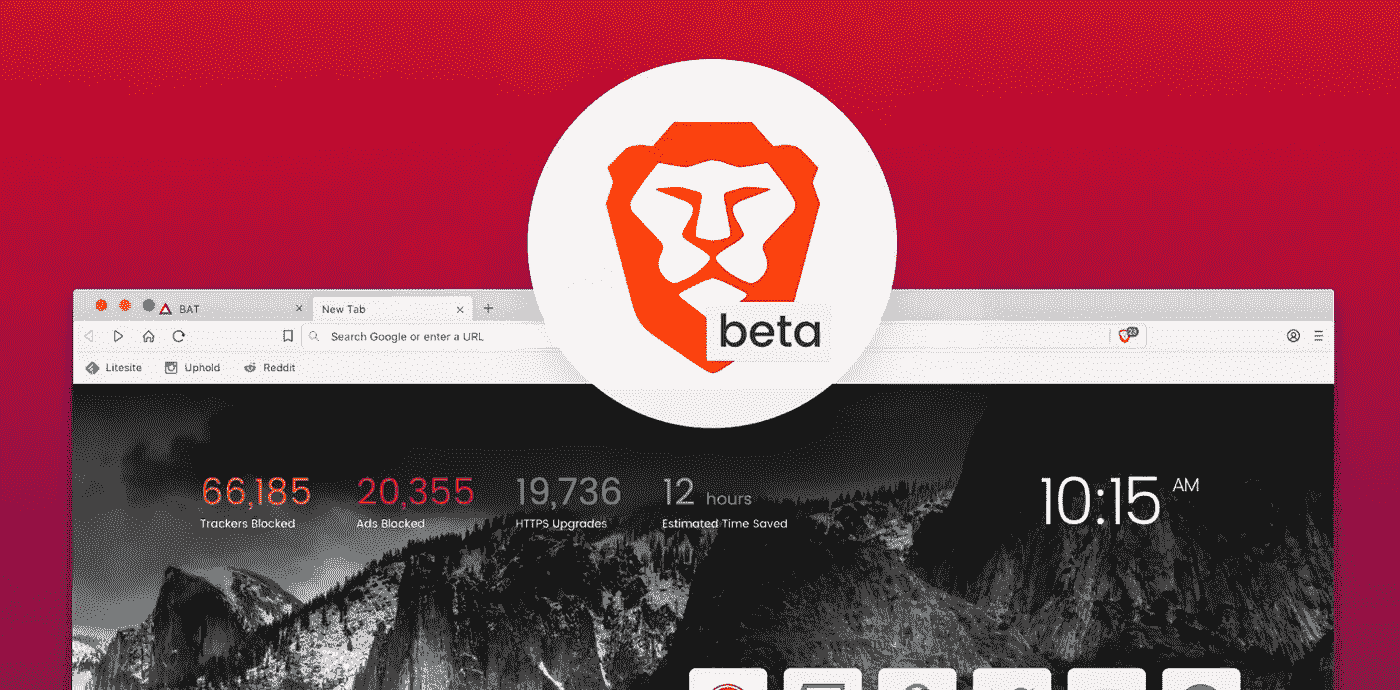 beta
BAT
New Tab
Search Google or enter a URL
Litesite Uphold Reddit
66,185 20,355 19,736 12 hours
Trackers Blocked Ads Blocked HTTPS Upgrades Estimated Time Saved
10:15 AM